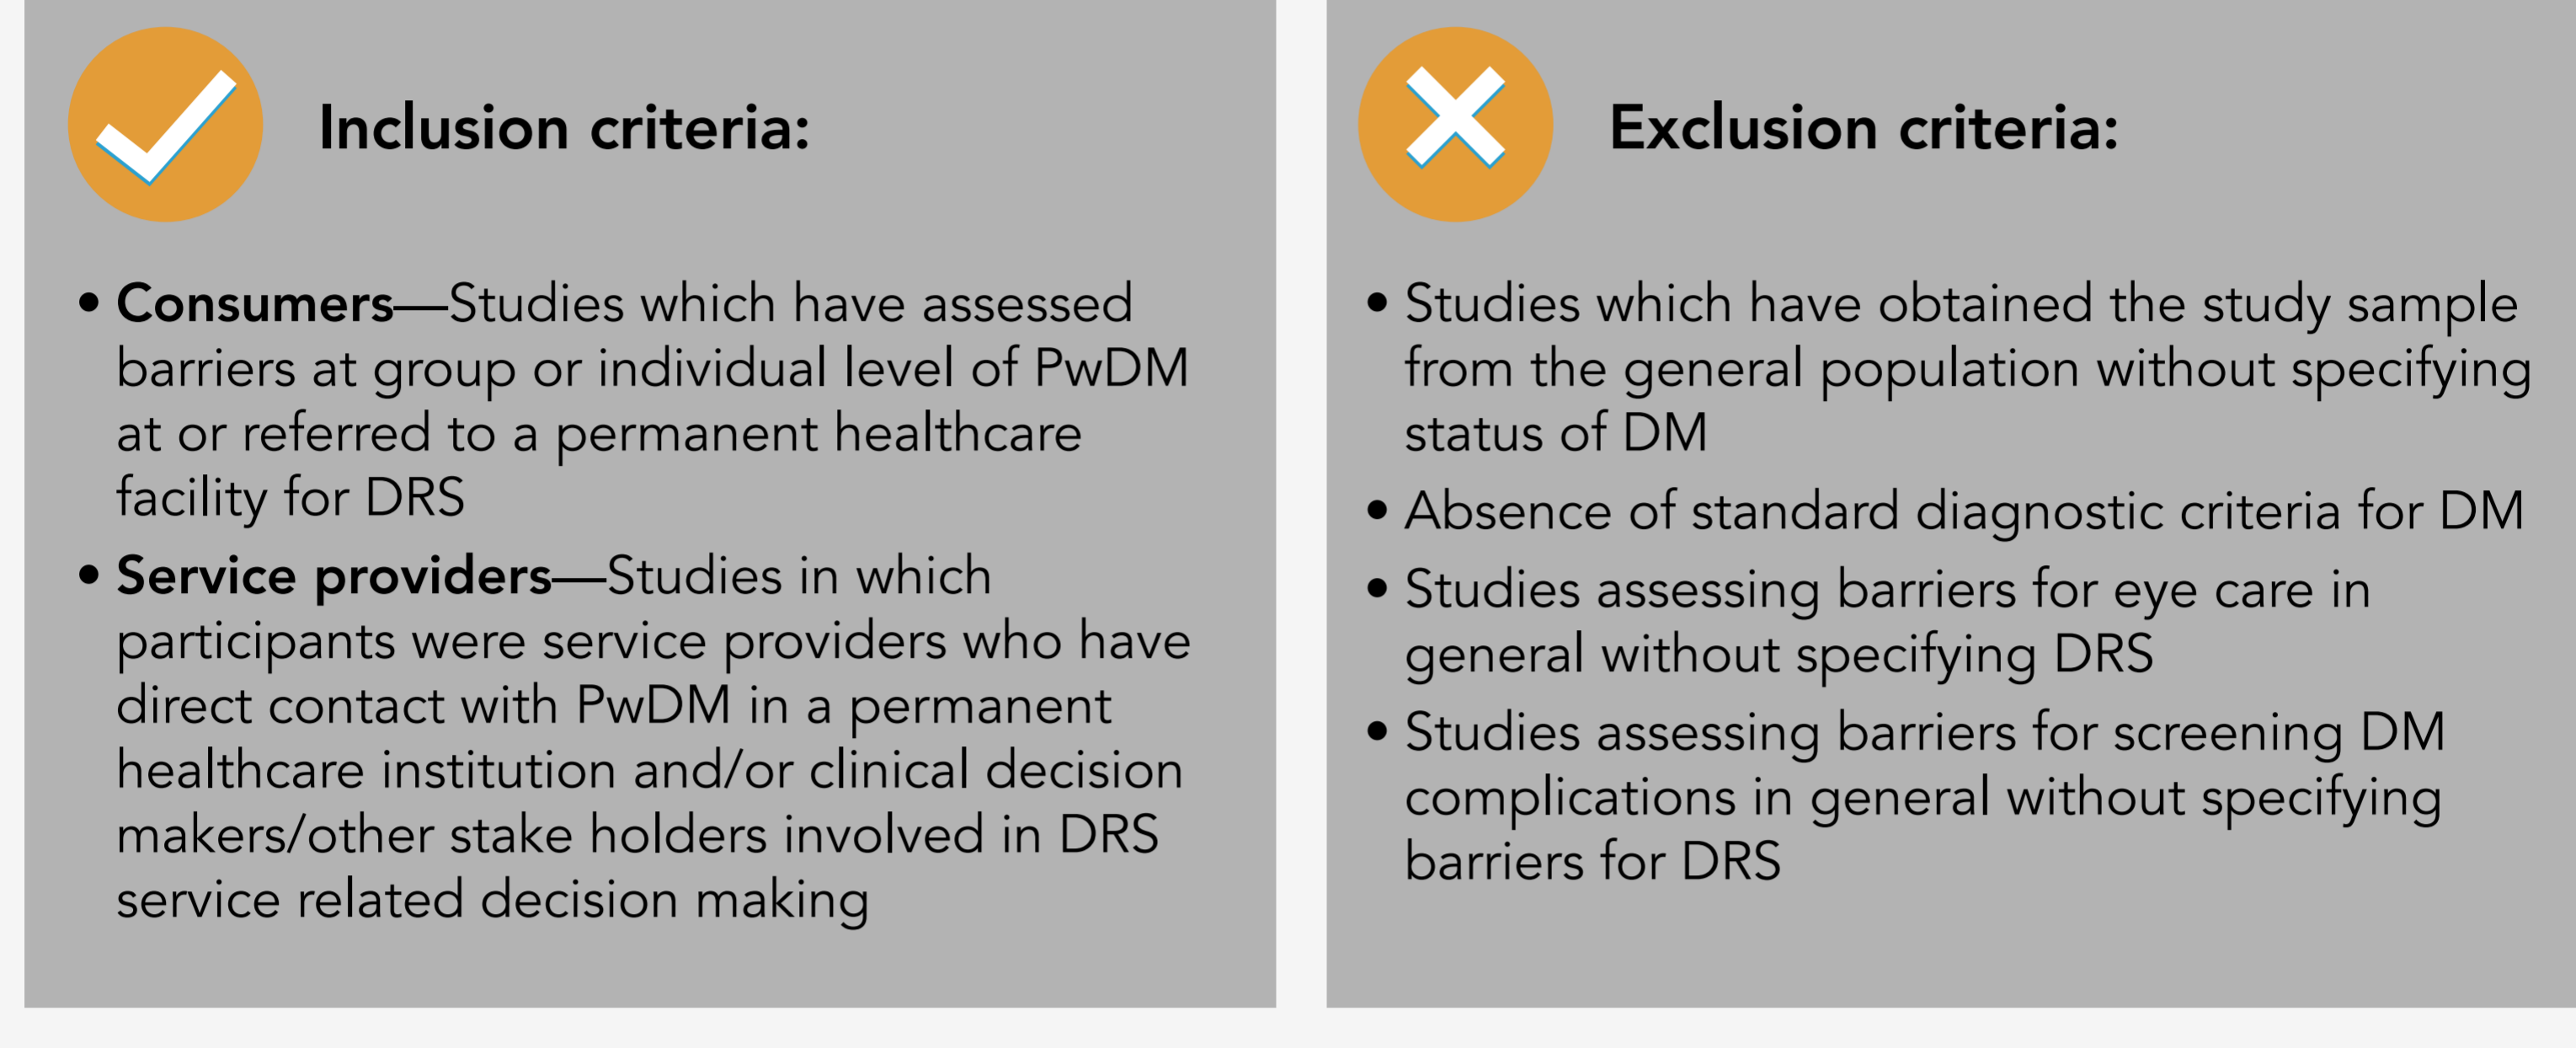 Inclusion criteria:
• Consumers—Studies which have assessed
barriers at group or individual level of PwDM
at or referred to a permanent healthcare
facility for DRS
• Service providers—Studies in which
participants were service providers who have
direct contact with PwDM in a permanent
healthcare institution and/or clinical decision
makers/other stake holders involved in DRS
service related decision making
Exclusion criteria:
• Studies which have obtained the study sample
from the general population without specifying
status of DM
• Absence of standard diagnostic criteria for DM
• Studies assessing barriers for eye care in
general without specifying DRS
• Studies assessing barriers for screening DM
complications in general without specifying
barriers for DRS